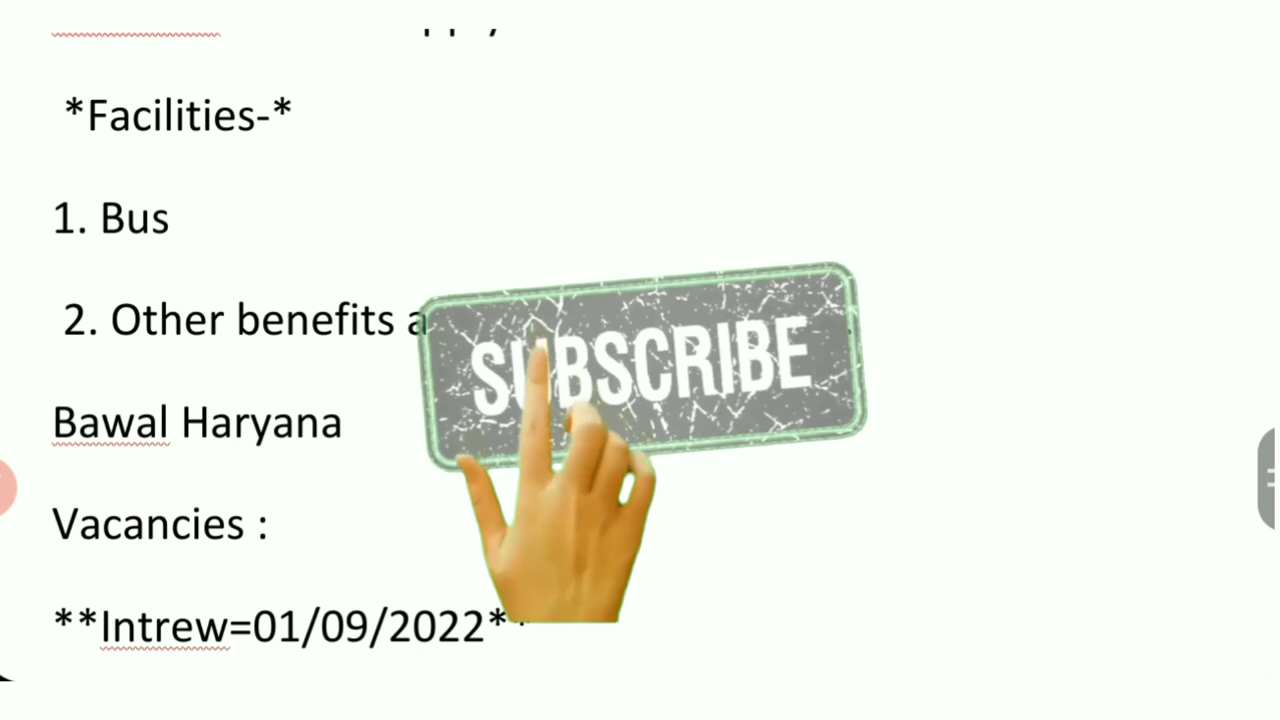 *Facilities-*
1. Bus
2. Other benefits
SUBSCRIBE
Bawal Haryana
Vacancies :
**Intrew=01/09/2022*